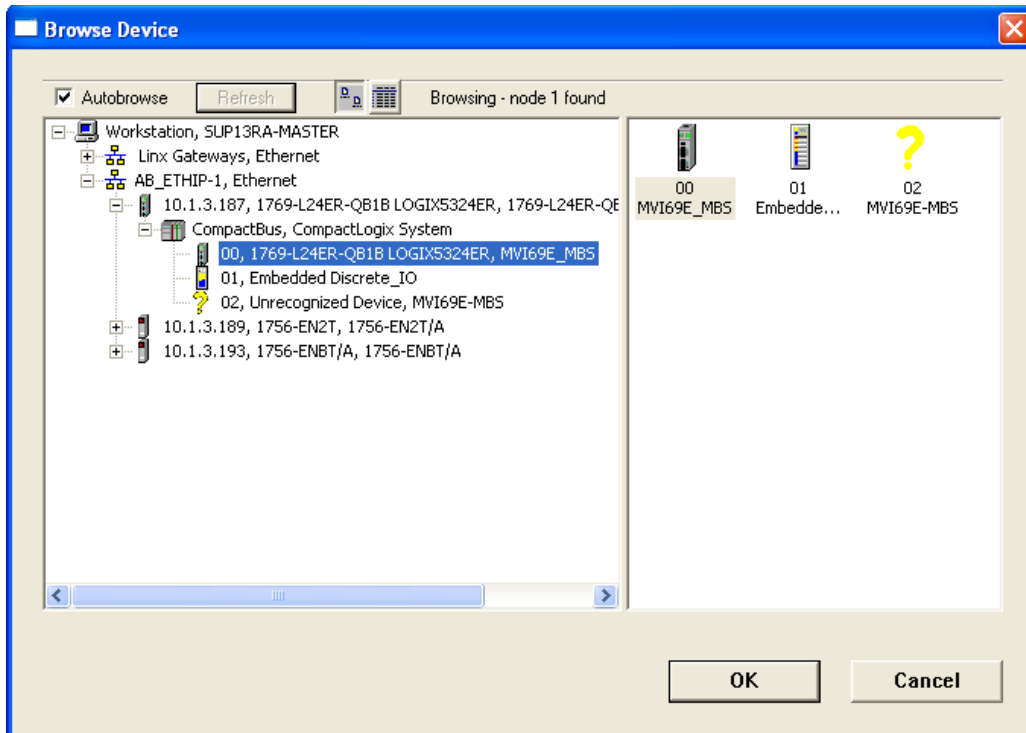 Browse Device
Autobrowse Refresh Browsing - node 1 found
Workstation, SUP13RA-MASTER
Linx Gateways, Ethernet
AB_ETHIP-1, Ethernet
10.1.3.187, 1769-L24ER-QB1B LOGIX5324ER, 1769-L24ER-QE
CompactBus, CompactLogix System
00, 1769-L24ER-QB1B LOGIX5324ER, MVI69E_MBS
01, Embedded Discrete_IO
02, Unrecognized Device, MVI69E-MBS
10.1.3.189, 1756-EN2T, 1756-EN2T/A
10.1.3.193, 1756-ENBT/A, 1756-ENBT/A
00 01 02
MVI69E_MBS Embedde... MVI69E-MBS
OK Cancel